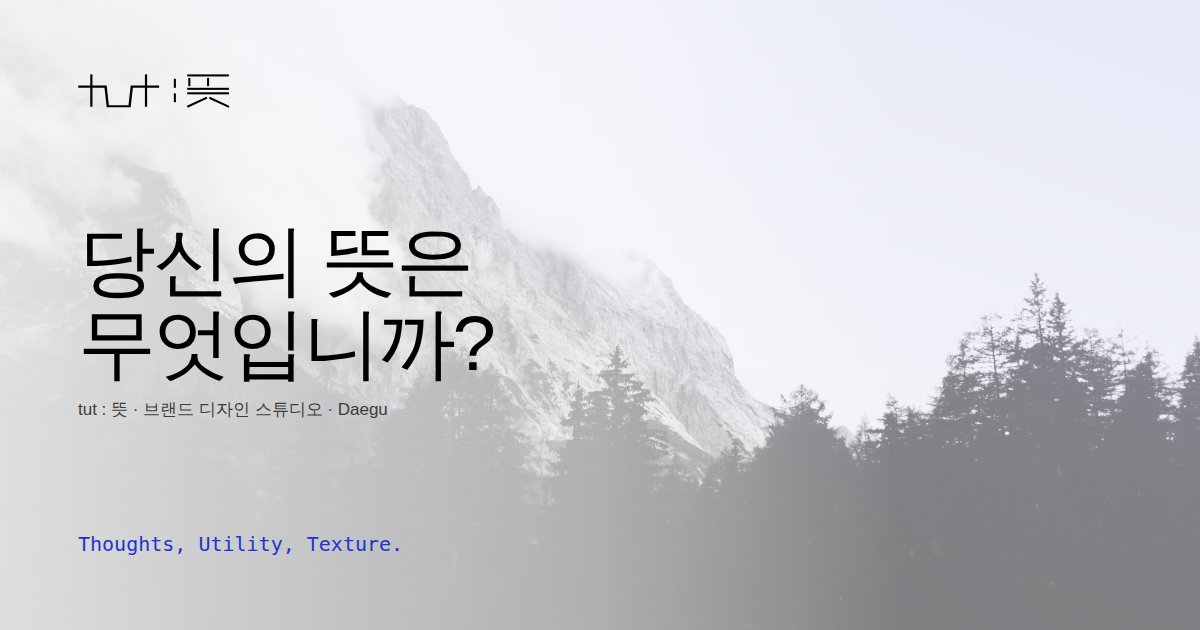 tut : 뜻
당신의 뜻은
무엇입니까?
tut : 뜻 · 브랜드 디자인 스튜디오 · Daegu
Thoughts, Utility, Texture.